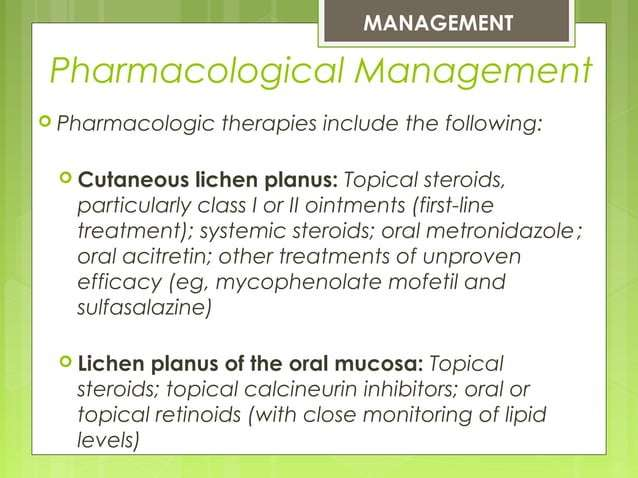 MANAGEMENT
Pharmacological Management
Pharmacologic therapies include the following:
Cutaneous lichen planus: Topical steroids,
particularly class I or II ointments (first-line
treatment); systemic steroids; oral metronidazole;
oral acitretin; other treatments of unproven
efficacy (eg, mycophenolate mofetil and
sulfasalazine)
Lichen planus of the oral mucosa: Topical
steroids; topical calcineurin inhibitors; oral or
topical retinoids (with close monitoring of lipid
levels)